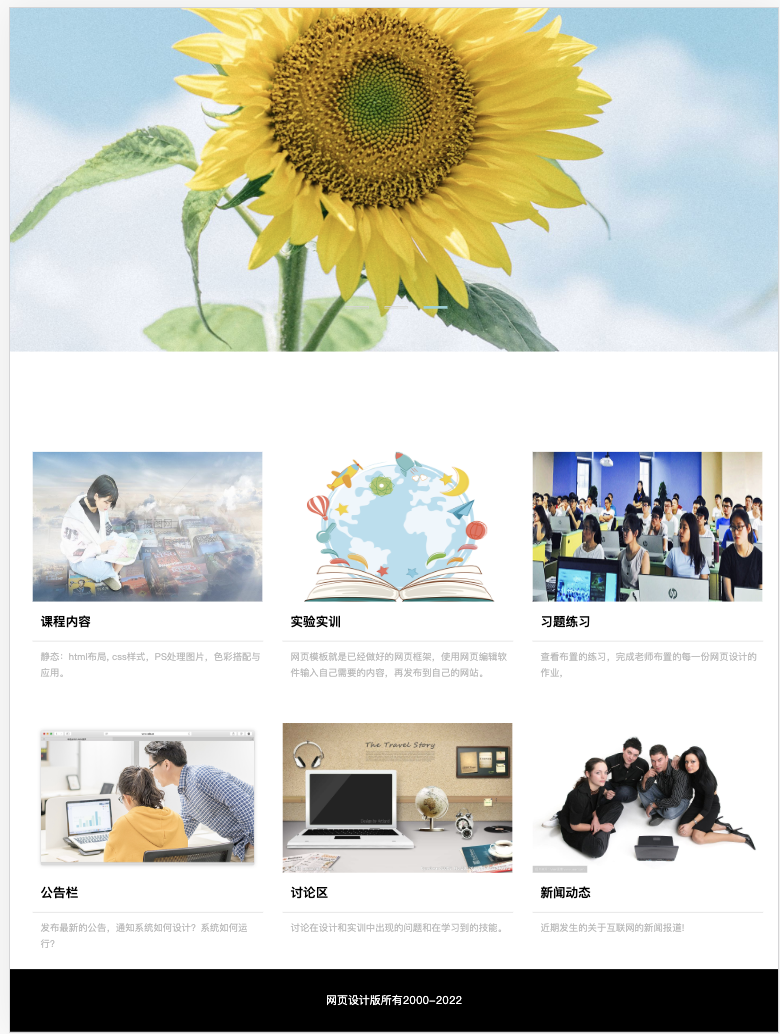 课程内容
实验实训
习题练习
静态：html布局, css样式，PS处理图片，色彩搭配与
应用。
网页模板就是已经做好的网页框架，使用网页编辑软
件输入自己需要的内容，再发布到自己的网站。
查看布置的练习，完成老师布置的每一份网页设计的
作业。
The Travel Story
公告栏
讨论区
新闻动态
发布最新的公告，通知系统如何设计？系统如何运
行？
讨论在设计和实训中出现的问题和在学习到的技能。
近期发生的关于互联网的新闻报道!
网页设计版所有2000-2022